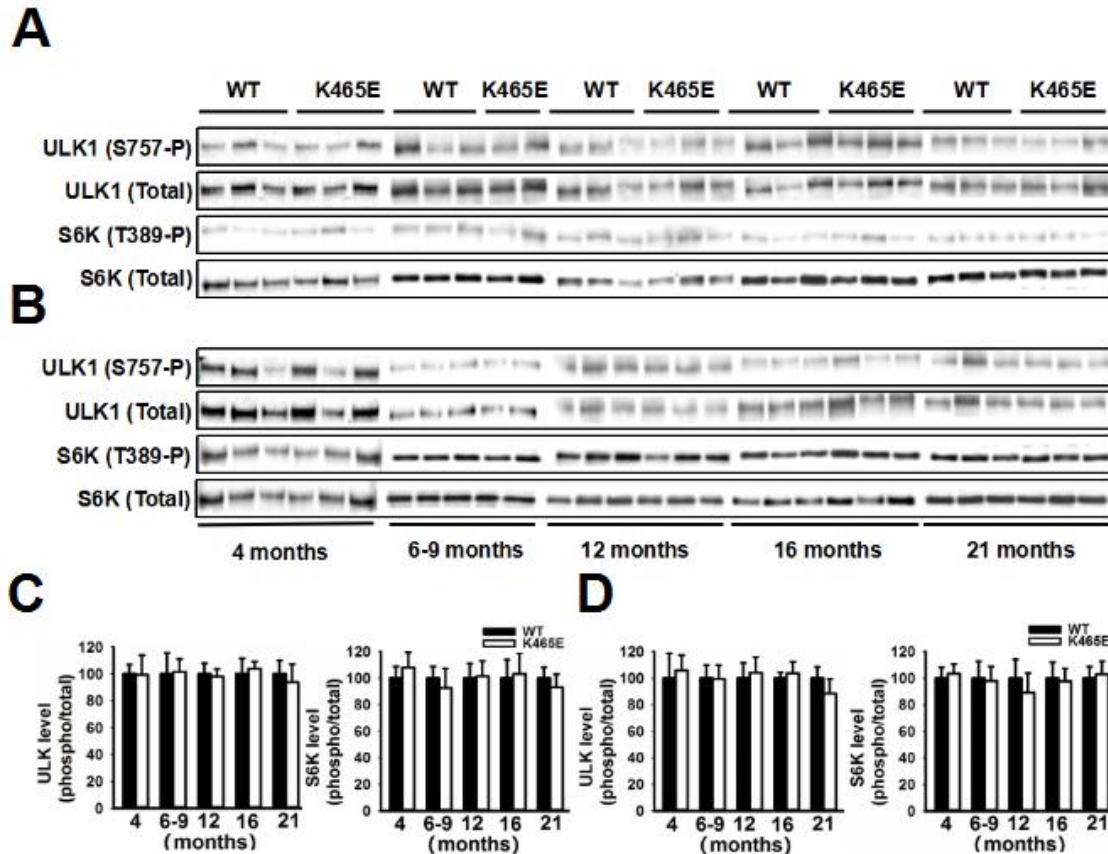 A
WT K465E WT K465E WT K465E WT K465E WT K465E
ULK1 (S757-P)
ULK1 (Total)
S6K (T389-P)
S6K (Total)
B
ULK1 (S757-P)
ULK1 (Total)
S6K (T389-P)
S6K (Total)
4 months 6-9 months 12 months 16 months 21 months
C
WT
K465E
ULK level
(phospho/total)
120
100
80
60
40
20
0
4 6-9 12 16 21
(months)
S6K level
(phospho/total)
120
100
80
60
40
20
0
4 6-9 12 16 21
(months)
D
WT
K465E
ULK level
(phospho/total)
120
100
80
60
40
20
0
4 6-9 12 16 21
(months)
S6K level
(phospho/total)
120
100
80
60
40
20
0
4 6-9 12 16 21
(months)